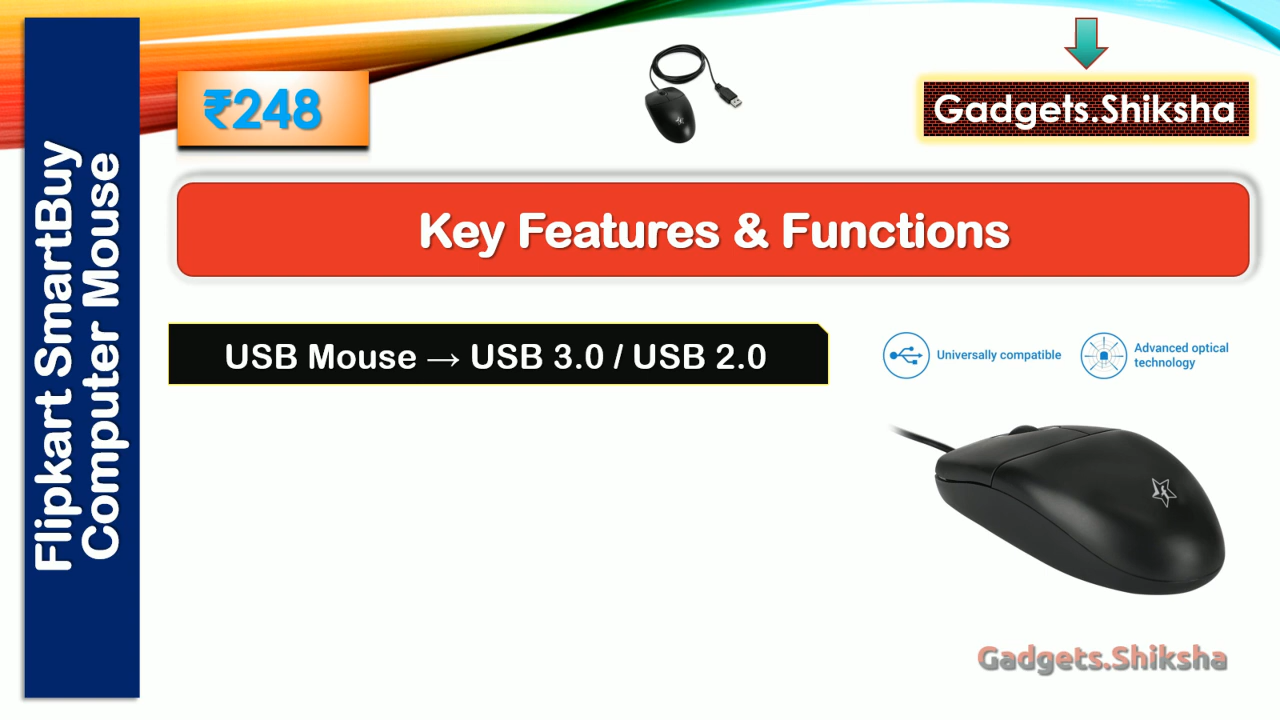 Flipkart SmartBuy
Computer Mouse
₹248
Gadgets.Shiksha
Key Features & Functions
USB Mouse → USB 3.0 / USB 2.0
Universally compatible
Advanced optical
technology
Gadgets.Shiksha